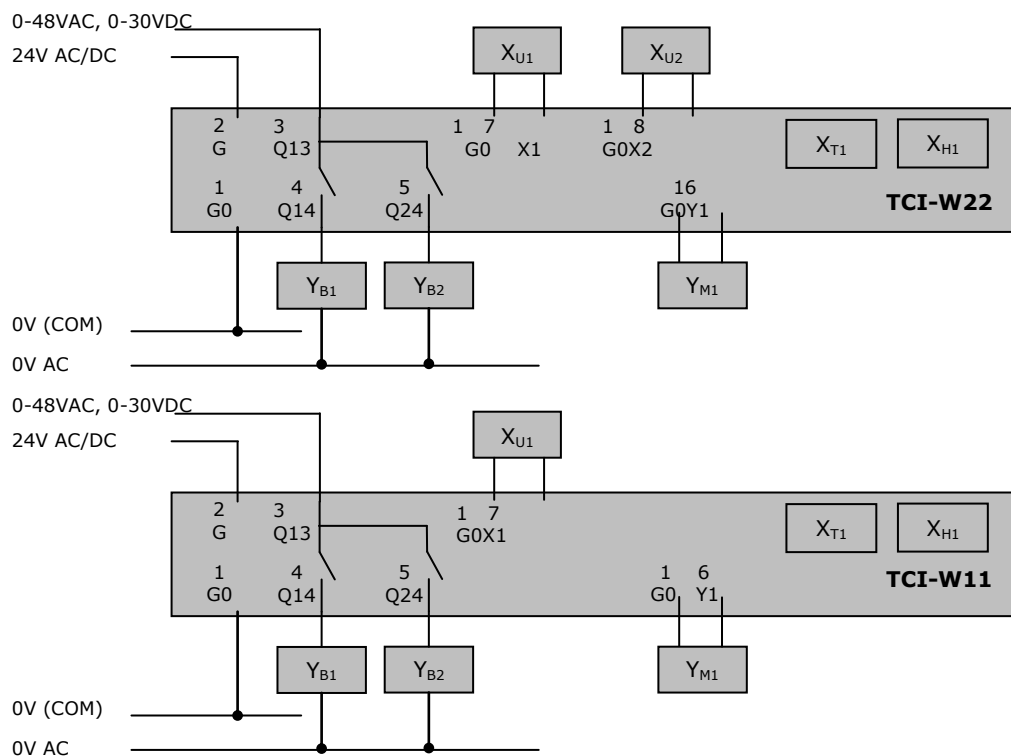 0-48VAC, 0-30VDC
24V AC/DC
XU1
XU2
2 3 1 7 1 8
G Q13 G0 X1 G0X2
XT1 XH1
1 4 5 16
G0 Q14 Q24 G0Y1
TCI-W22
YB1 YB2 YM1
0V (COM)
0V AC
0-48VAC, 0-30VDC
24V AC/DC
XU1
2 3 1 7
G Q13 G0X1
XT1 XH1
1 4 5 1 6
G0 Q14 Q24 G0 Y1
TCI-W11
YB1 YB2 YM1
0V (COM)
0V AC